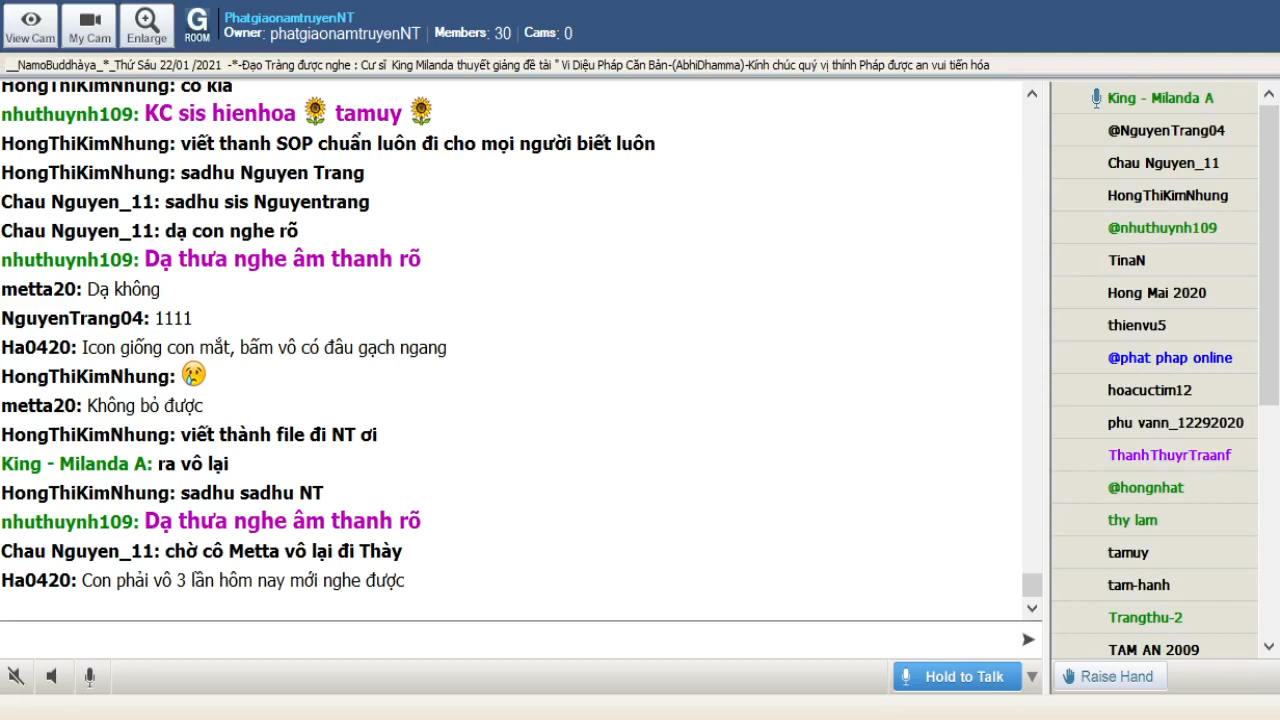 View Cam
My Cam
Enlarge
G
ROOM
PhatgiaonamtruyenNT
Owner: phatgiaonamtruyenNT | Members: 30 | Cams: 0
__NamoBuddhàya_*_Thứ Sáu 22/01 /2021 -*-Đạo Tràng được nghe : Cư sĩ King Milanda thuyết giảng đề tài " Vi Diệu Pháp Căn Bản-(AbhiDhamma)-Kính chúc quý vị thính Pháp được an vui tiến hóa
HongThiKimNhung: cô kìa
nhuthuynh109: KC sis hienhoa 🌻 tamuy 🌻
HongThiKimNhung: viết thanh SOP chuẩn luôn đi cho mọi người biết luôn
HongThiKimNhung: sadhu Nguyen Trang
Chau Nguyen_11: sadhu sis Nguyentrang
Chau Nguyen_11: dạ con nghe rõ
nhuthuynh109: Dạ thưa nghe âm thanh rõ
metta20: Dạ không
NguyenTrang04: 1111
Ha0420: Icon giống con mắt, bấm vô có đâu gạch ngang
HongThiKimNhung: 😢
metta20: Không bỏ được
HongThiKimNhung: viết thành file đi NT ơi
King - Milanda A: ra vô lại
HongThiKimNhung: sadhu sadhu NT
nhuthuynh109: Dạ thưa nghe âm thanh rõ
Chau Nguyen_11: chờ cô Metta vô lại đi Thày
Ha0420: Con phải vô 3 lần hôm nay mới nghe được
Hold to Talk
King - Milanda A
@NguyenTrang04
Chau Nguyen_11
HongThiKimNhung
@nhuthuynh109
TinaN
Hong Mai 2020
thienvu5
@phat phap online
hoacuctim12
phu vann_12292020
ThanhThuyrTraanf
@hongnhat
thy lam
tamuy
tam-hanh
Trangthu-2
TAM AN 2009
Raise Hand